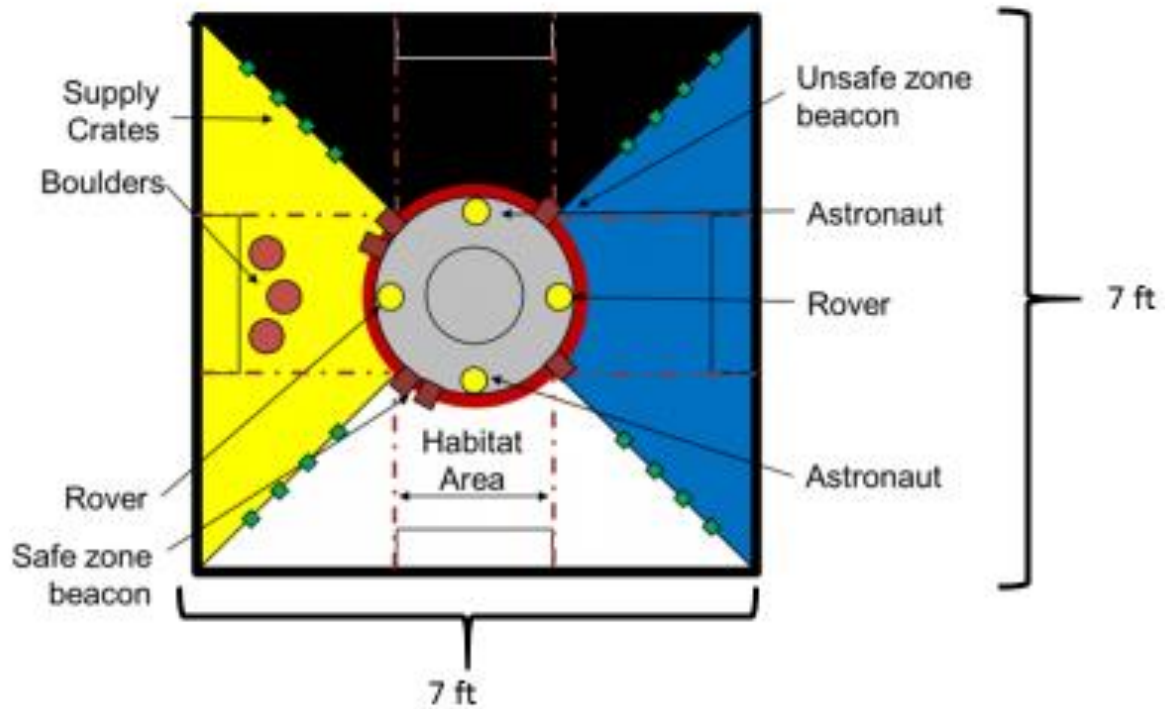 Supply
Crates
Boulders
Rover
Safe zone
beacon
Habitat
Area
Unsafe zone
beacon
Astronaut
Rover
Astronaut
7 ft
7 ft